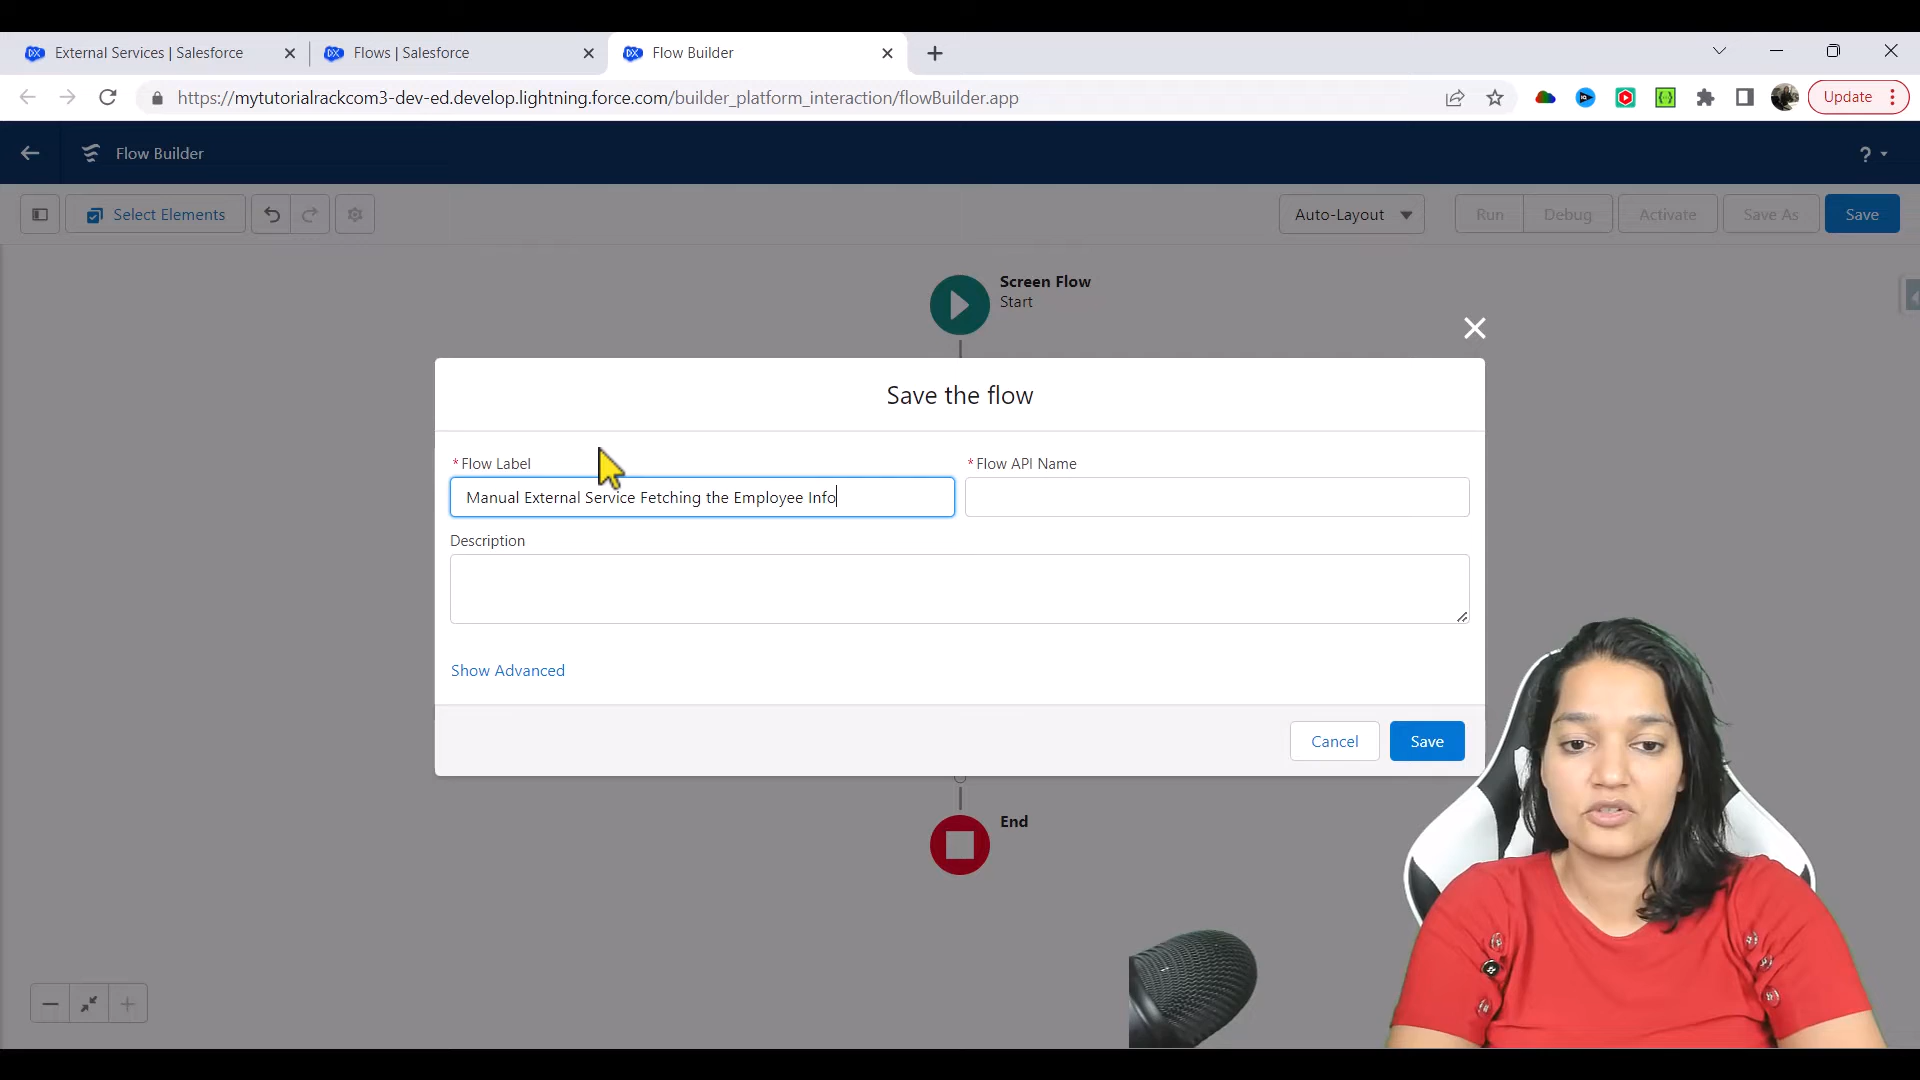 External Services | Salesforce
Flows | Salesforce
Flow Builder
https://mytutorialrackcom3-dev-ed.develop.lightning.force.com/builder_platform_interaction/flowBuilder.app
Update
Flow Builder
?
Select Elements
Auto-Layout
Run
Debug
Activate
Save As
Save
Screen Flow
Start
Save the flow
*Flow Label
*Flow API Name
Manual External Service Fetching the Employee Info
Description
Show Advanced
Cancel
Save
End